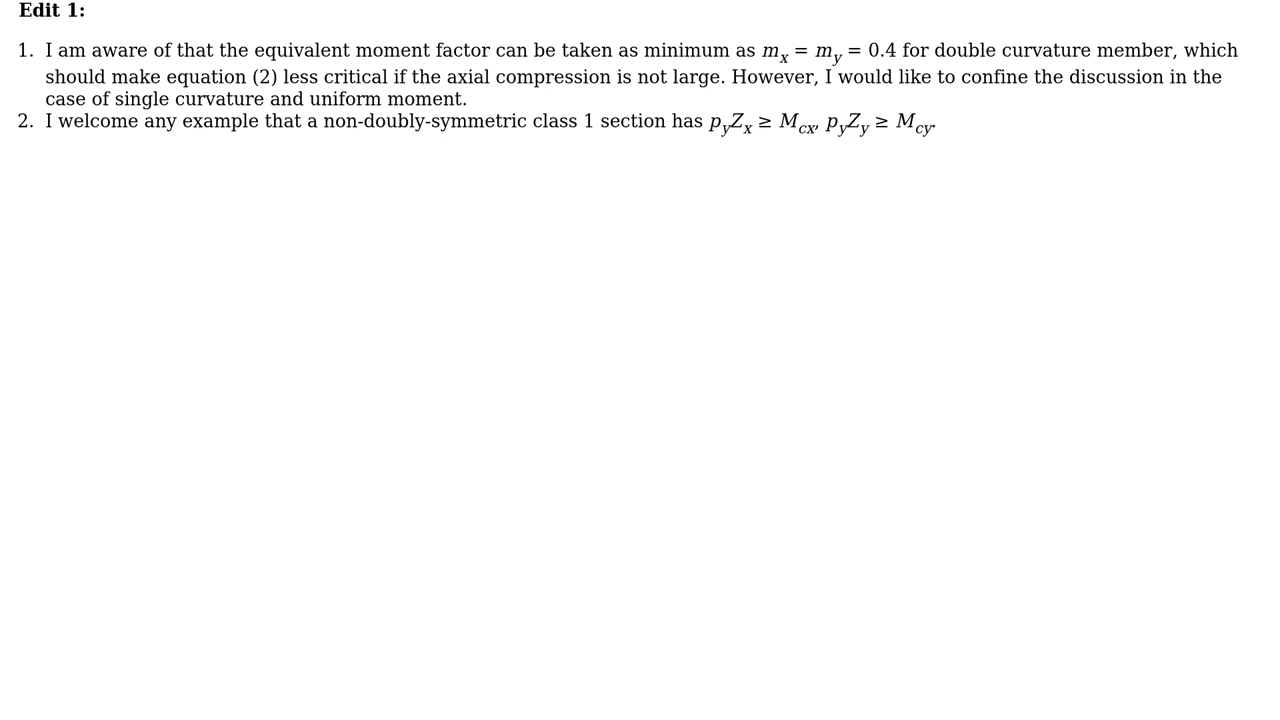 Edit 1:
1. I am aware of that the equivalent moment factor can be taken as minimum as m_x = m_y = 0.4 for double curvature member, which
should make equation (2) less critical if the axial compression is not large. However, I would like to confine the discussion in the
case of single curvature and uniform moment.
2. I welcome any example that a non-doubly-symmetric class 1 section has p_yZ_x ≥ M_cx, p_yZ_y ≥ M_cy.